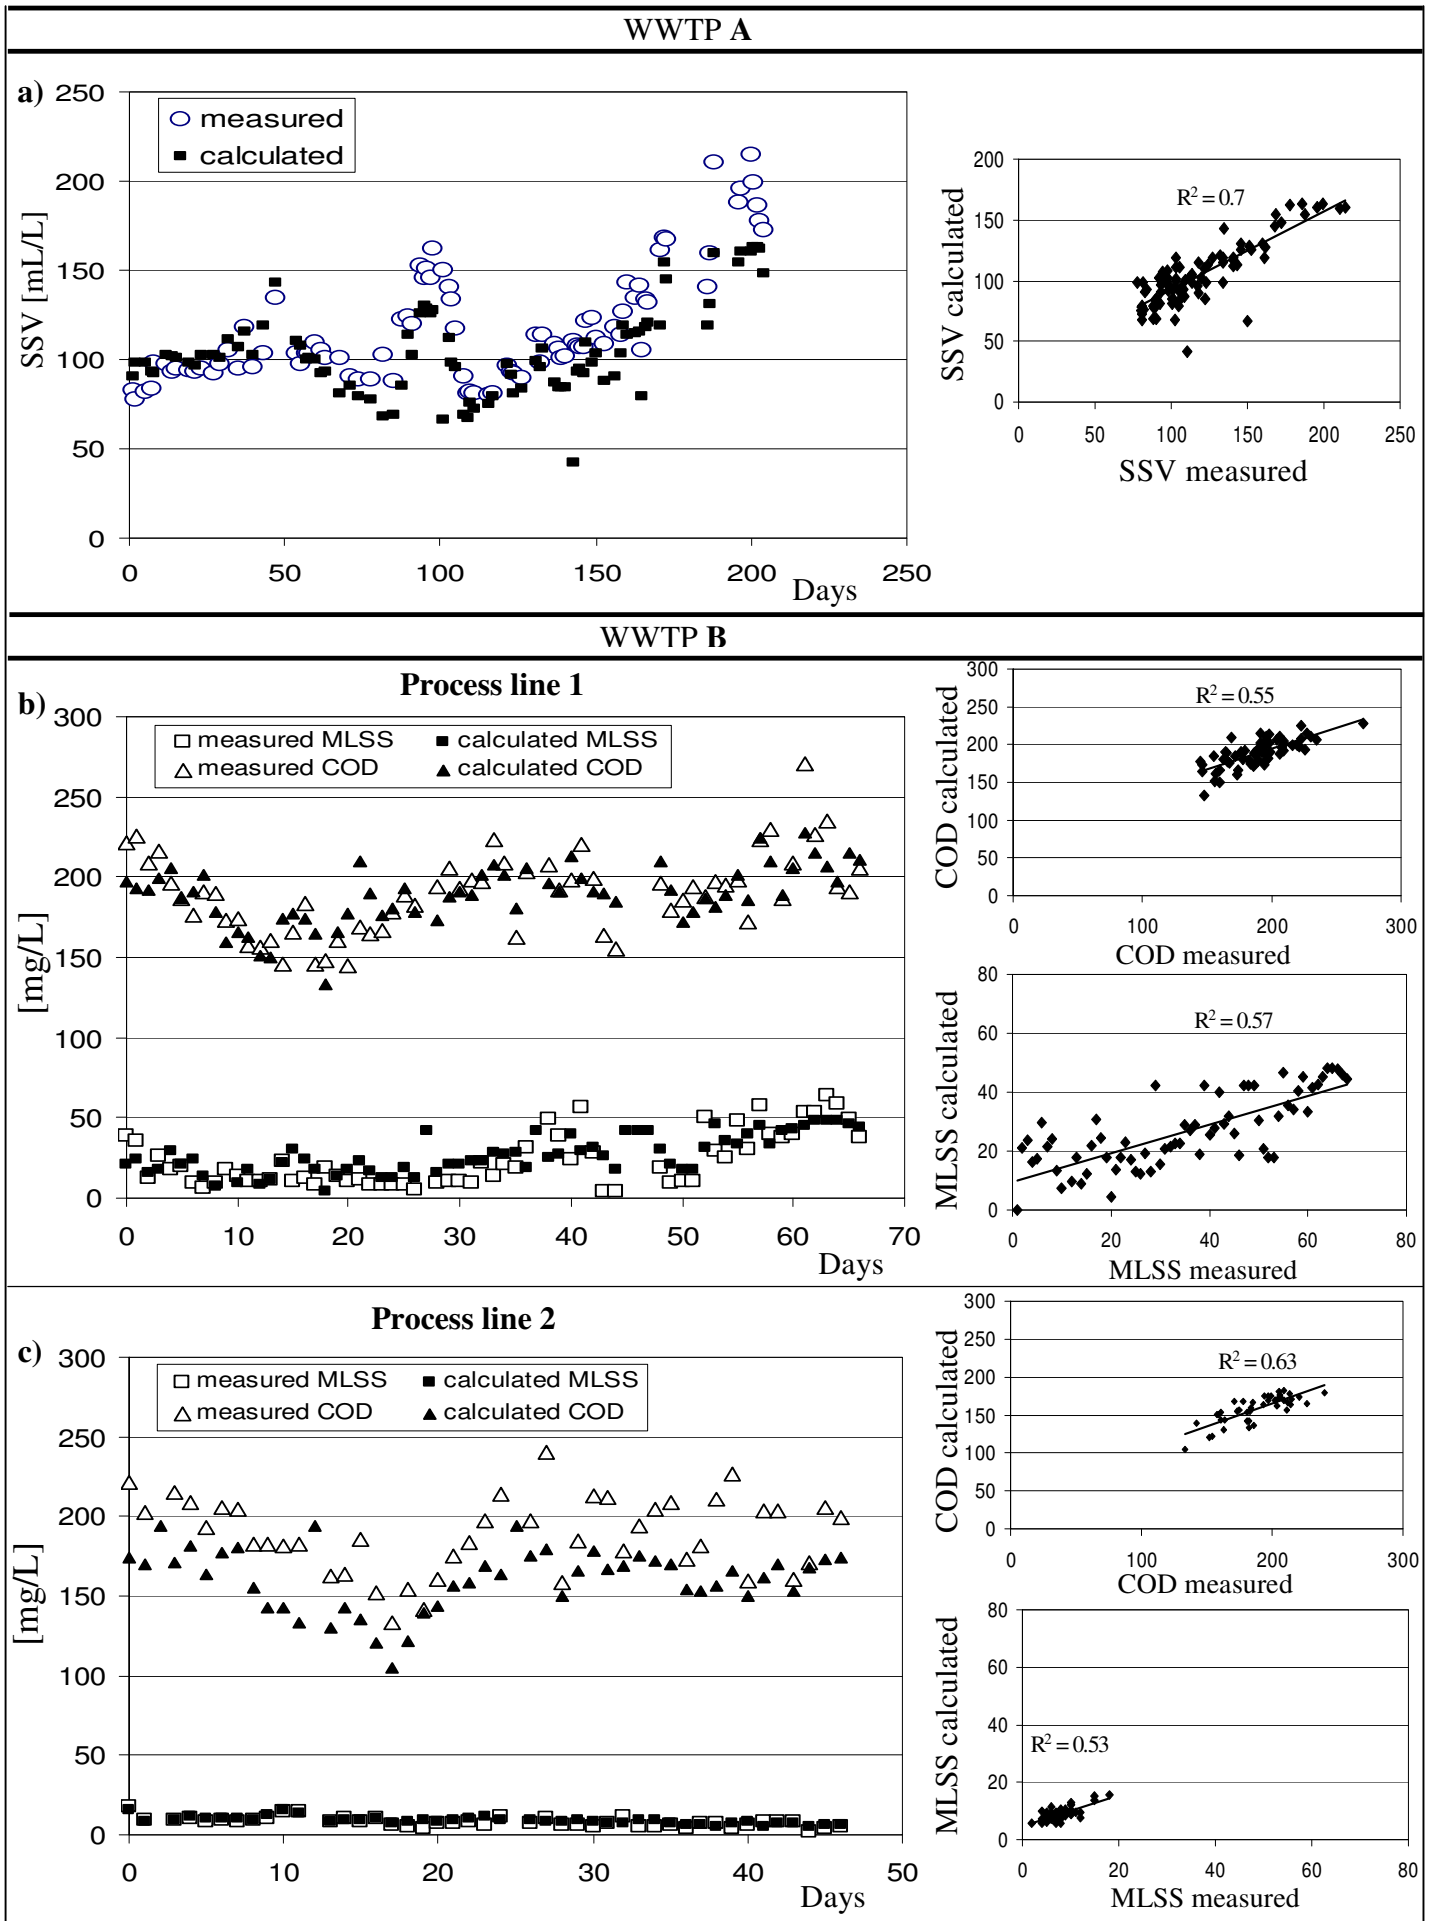 WWTP A
a)
250
200
150
100
50
0
SSV [mL/L]
measured
calculated
0 50 100 150 200 250
Days
200
150
100
50
0
SSV calculated
R² = 0.7
0 50 100 150 200 250
SSV measured
WWTP B
b)
Process line 1
300
250
200
150
100
50
0
[mg/L]
measured MLSS calculated MLSS
measured COD calculated COD
0 10 20 30 40 50 60 70
Days
300
250
200
150
100
50
0
COD calculated
R² = 0.55
0 100 200 300
COD measured
80
60
40
20
0
MLSS calculated
R² = 0.57
0 20 40 60 80
MLSS measured
c)
Process line 2
300
250
200
150
100
50
0
[mg/L]
measured MLSS calculated MLSS
measured COD calculated COD
0 10 20 30 40 50
Days
300
250
200
150
100
50
0
COD calculated
R² = 0.63
0 100 200 300
COD measured
80
60
40
20
0
MLSS calculated
R² = 0.53
0 20 40 60 80
MLSS measured